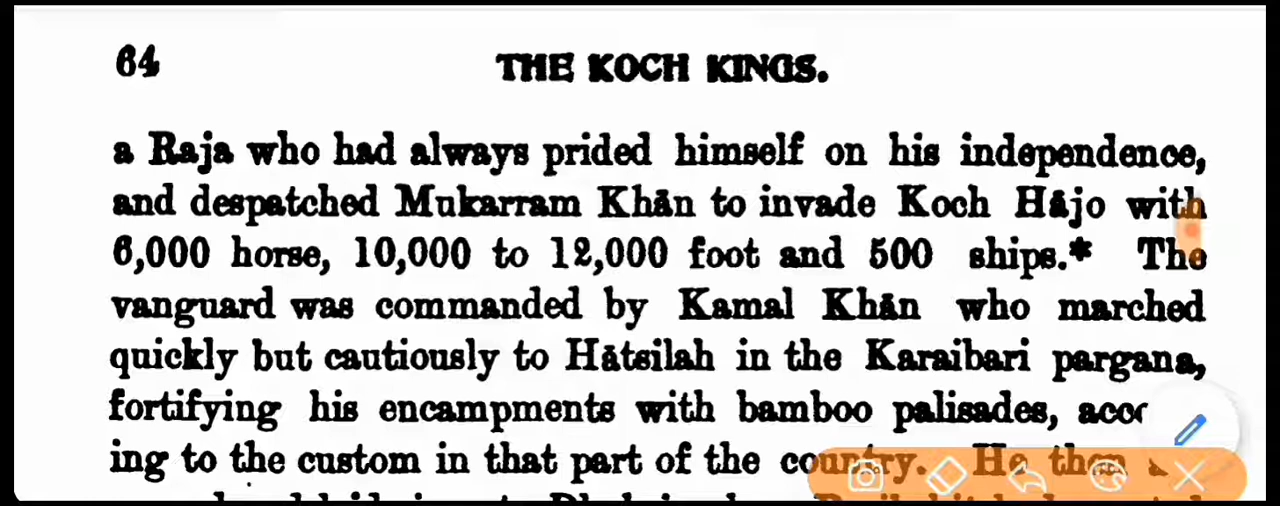 64
THE KOCH KINGS.
a Raja who had always prided himself on his independence,
and despatched Mukarram Khān to invade Koch Hājo with
6,000 horse, 10,000 to 12,000 foot and 500 ships.* The
vanguard was commanded by Kamal Khān who marched
quickly but cautiously to Hātsilah in the Karaibari pargana,
fortifying his encampments with bamboo palisades,
ing to the custom in that part of the country. He then